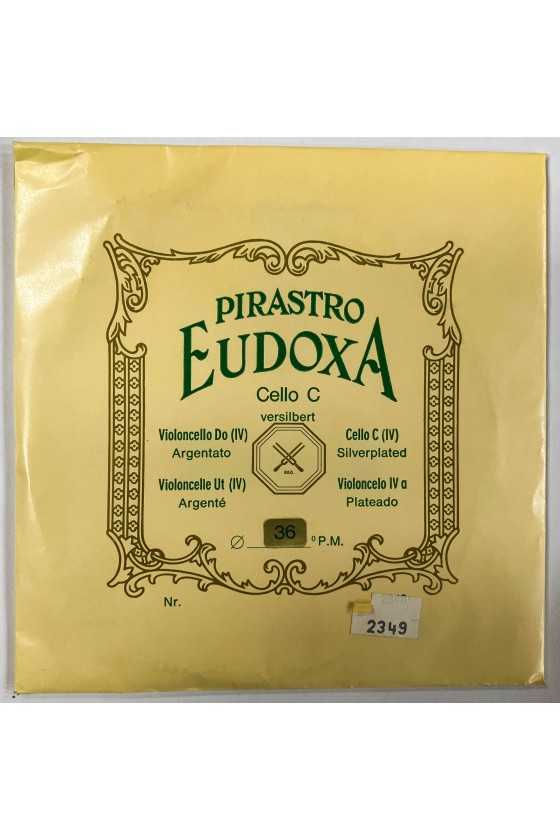 PIRASTRO
EUDOXA
Cello C
versilbert
Violoncello Do (IV)
Argentato
Cello C (IV)
Silverplated
Violoncelle Ut (IV)
Argenté
Violoncelo IV a
Plateado
REG.
Ø 36 ° P.M.
Nr.
2349